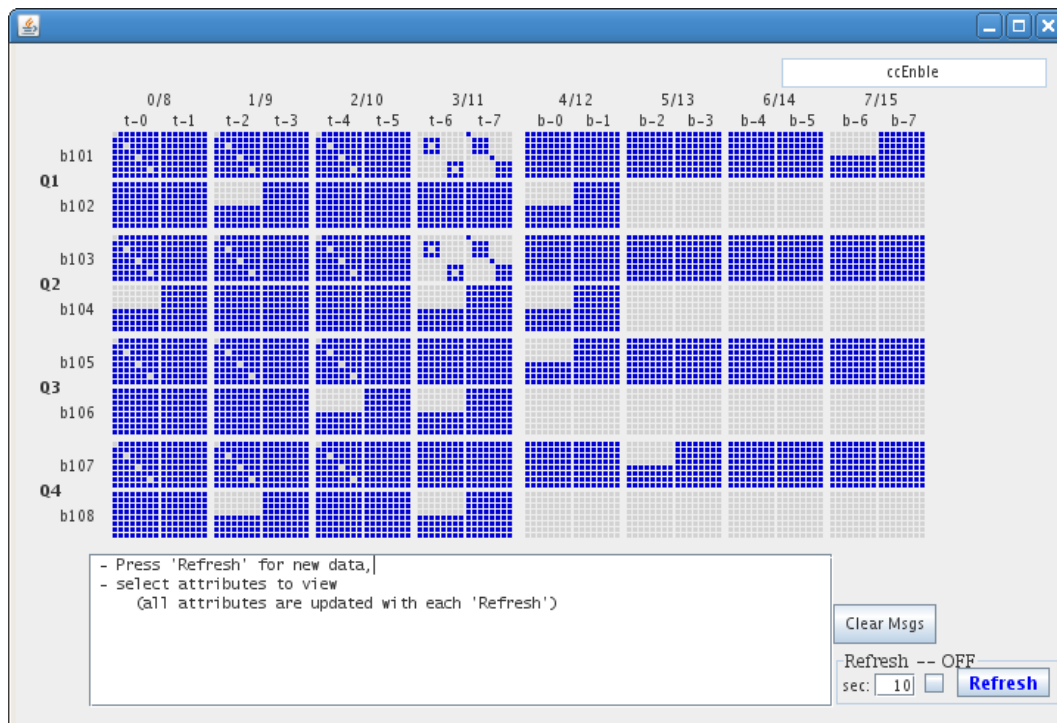 ccEnble
0/8 1/9 2/10 3/11 4/12 5/13 6/14 7/15
t-0 t-1 t-2 t-3 t-4 t-5 t-6 t-7 b-0 b-1 b-2 b-3 b-4 b-5 b-6 b-7
b101
Q1
b102
b103
Q2
b104
b105
Q3
b106
b107
Q4
b108
- Press 'Refresh' for new data,
- select attributes to view
(all attributes are updated with each 'Refresh')
Clear Msgs
Refresh -- OFF
sec: 10 Refresh